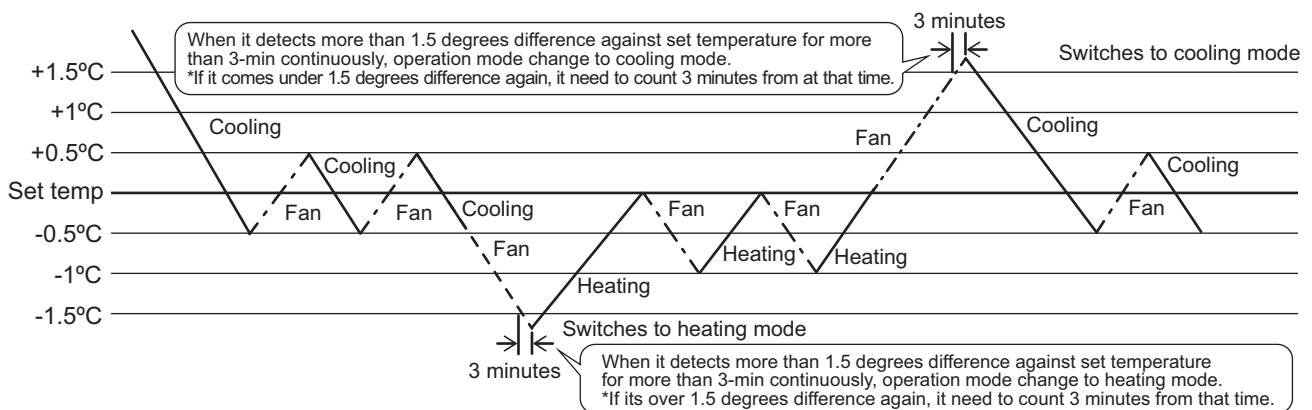 3 minutes
When it detects more than 1.5 degrees difference against set temperature for more
than 3-min continuously, operation mode change to cooling mode.
*If it comes under 1.5 degrees difference again, it need to count 3 minutes from at that time.
Switches to cooling mode
+1.5ºC
+1ºC
Cooling
Fan
Cooling
+0.5ºC
Cooling
Cooling
Set temp
Fan
Fan
Cooling
Fan
Fan
Fan
-0.5ºC
Fan
Heating
Heating
-1ºC
Heating
-1.5ºC
Switches to heating mode
3 minutes
When it detects more than 1.5 degrees difference against set temperature
for more than 3-min continuously, operation mode change to heating mode.
*If its over 1.5 degrees difference again, it need to count 3 minutes from that time.